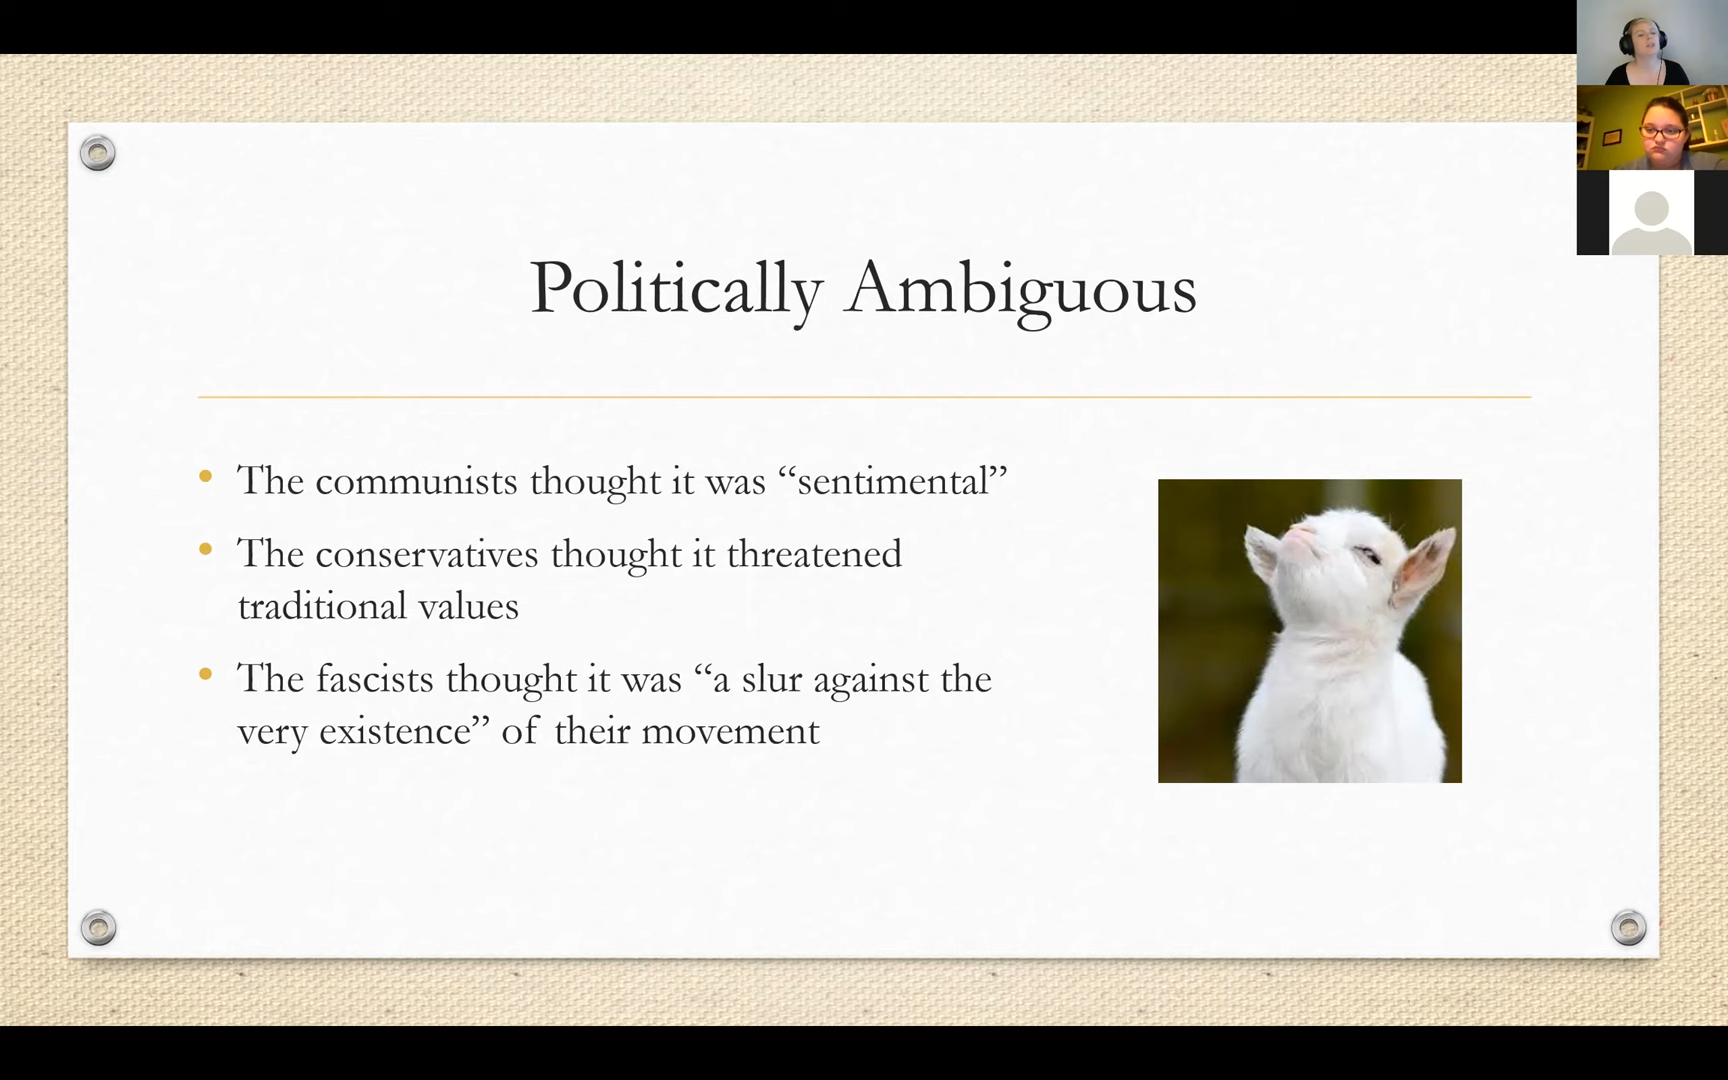 Politically Ambiguous
• The communists thought it was “sentimental”
• The conservatives thought it threatened
traditional values
• The fascists thought it was “a slur against the
very existence” of their movement